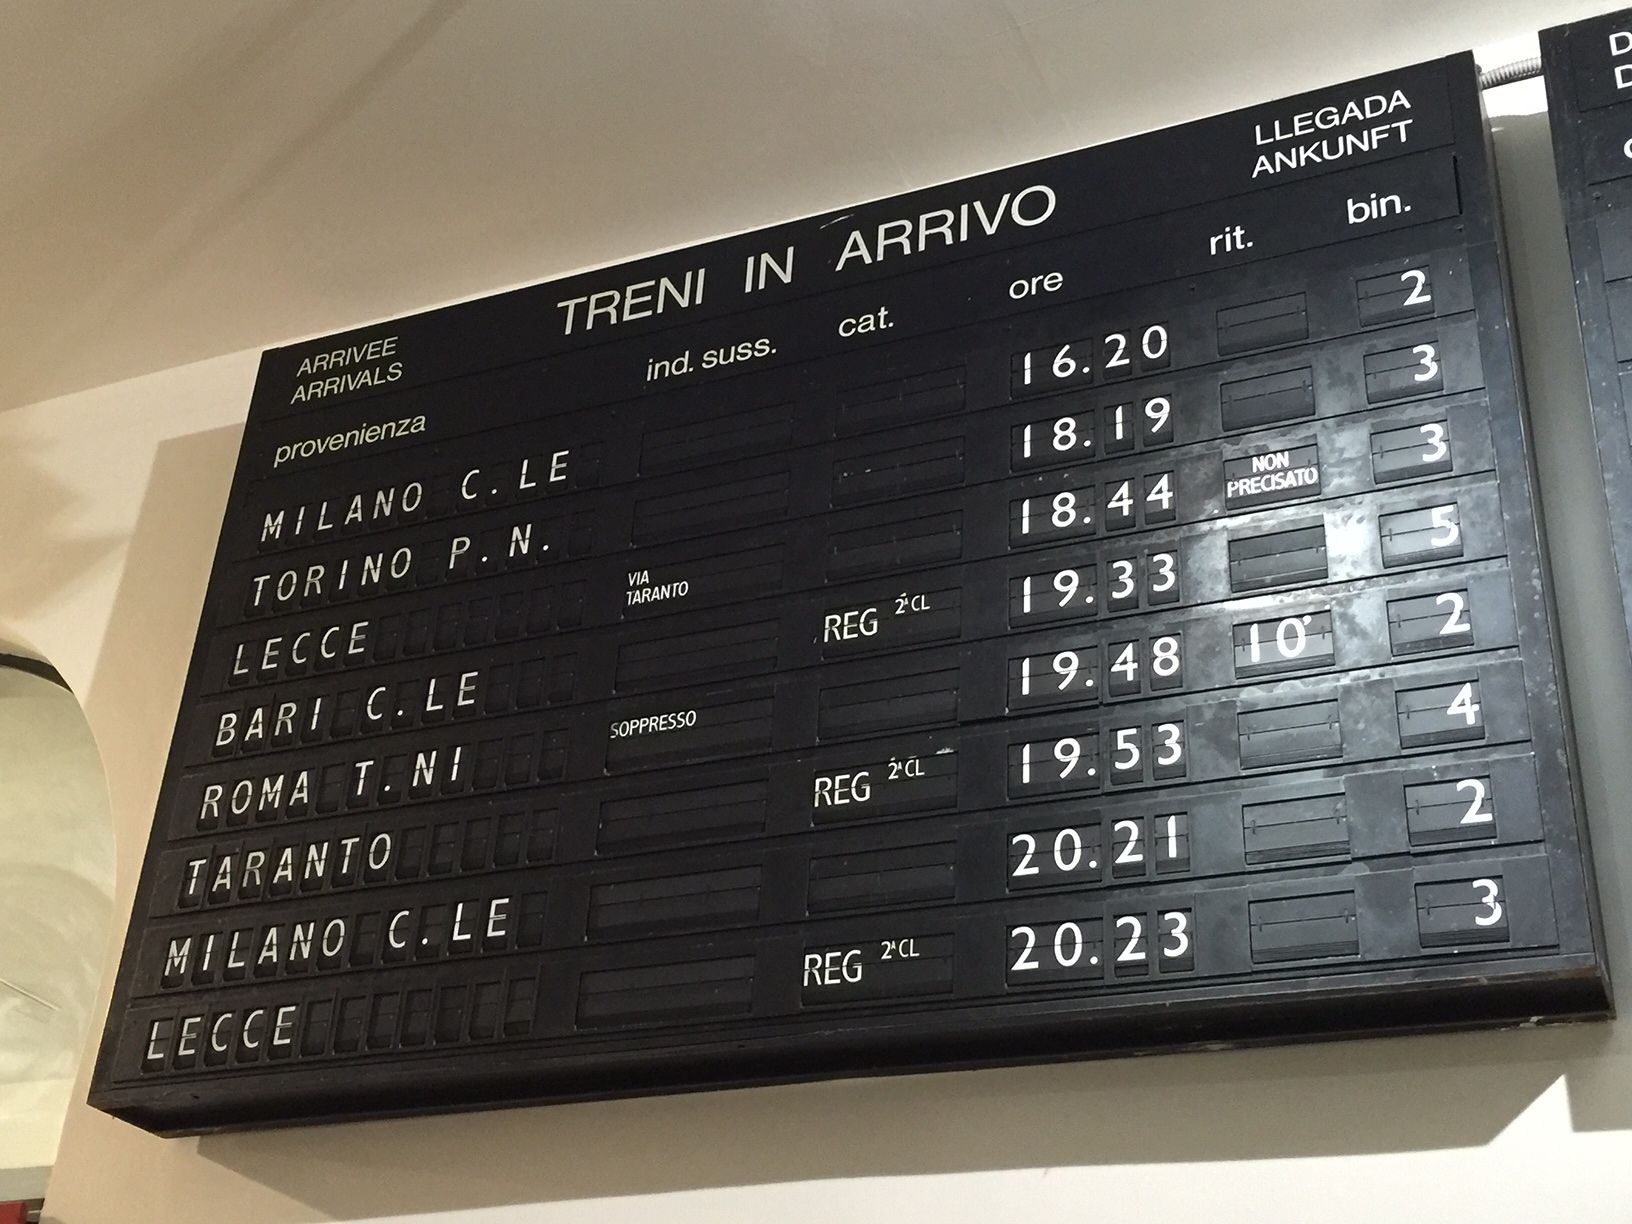 ARRIVEE
ARRIVALS
TRENI IN ARRIVO
LLEGADA
ANKUNFT
provenienza ind. suss. cat. ore rit. bin.
MILANO C.LE 16.20 2
TORINO P.N. 18.19 3
LECCE VIA TARANTO 18.44 NON PRECISATO 3
BARI C.LE REG 2ª CL 19.33 5
ROMA T.NI SOPPRESSO 19.48 10' 2
TARANTO REG 2ª CL 19.53 4
MILANO C.LE 20.21 2
LECCE REG 2ª CL 20.23 3